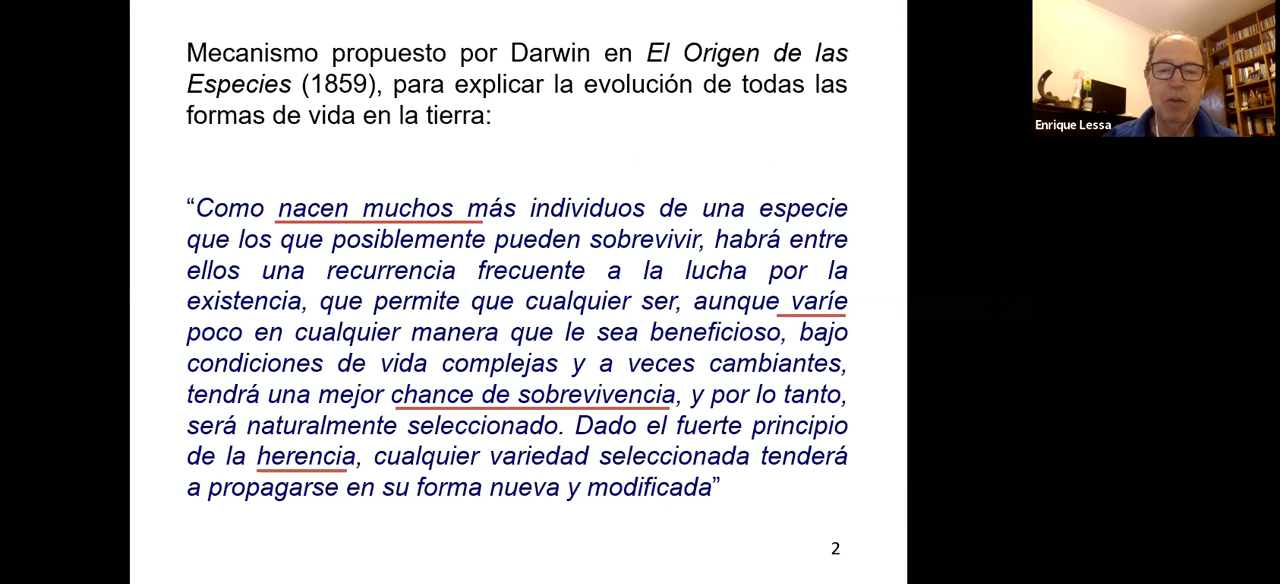 Mecanismo propuesto por Darwin en El Origen de las
Especies (1859), para explicar la evolución de todas las
formas de vida en la tierra:
“Como nacen muchos más individuos de una especie
que los que posiblemente pueden sobrevivir, habrá entre
ellos una recurrencia frecuente a la lucha por la
existencia, que permite que cualquier ser, aunque varíe
poco en cualquier manera que le sea beneficioso, bajo
condiciones de vida complejas y a veces cambiantes,
tendrá una mejor chance de sobrevivencia, y por lo tanto,
será naturalmente seleccionado. Dado el fuerte principio
de la herencia, cualquier variedad seleccionada tenderá
a propagarse en su forma nueva y modificada”
2
Enrique Lessa